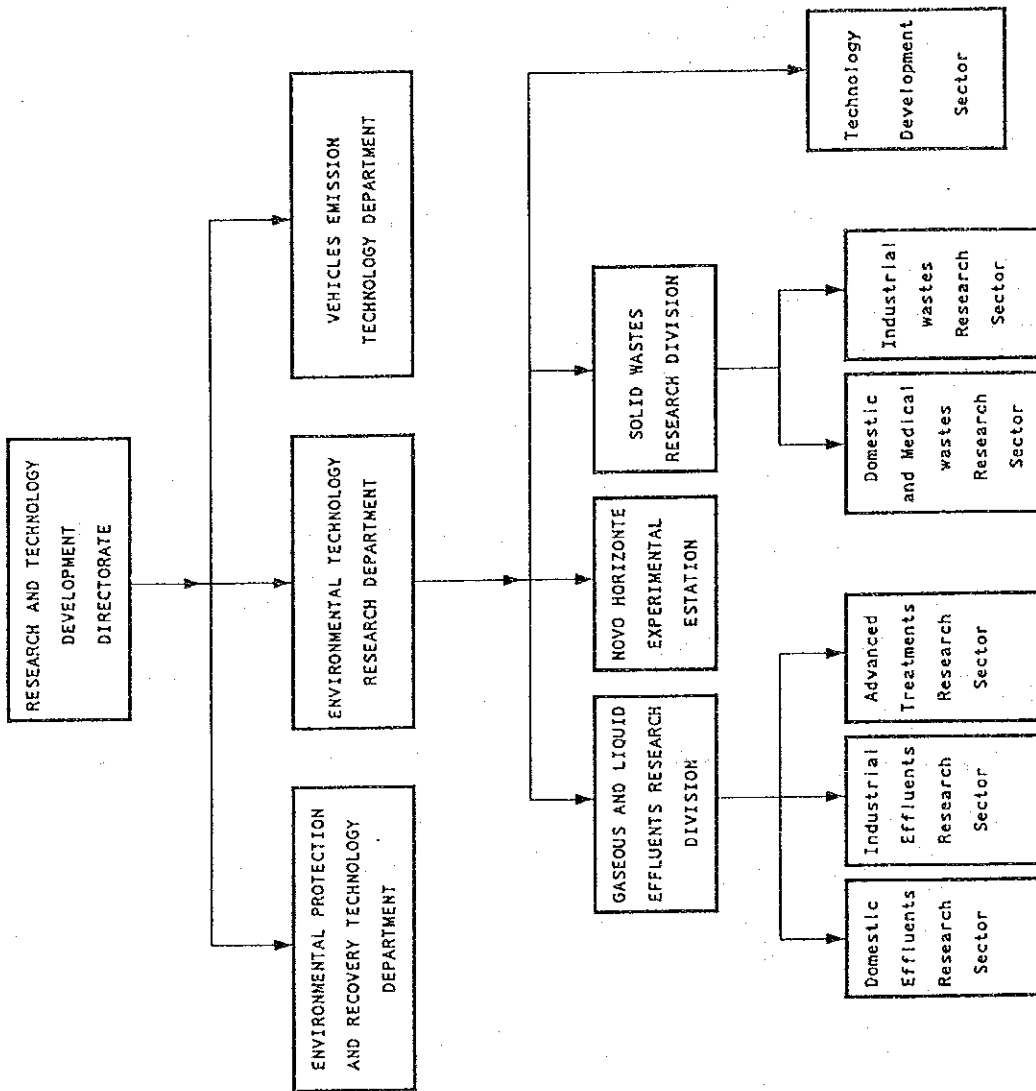 RESEARCH AND TECHNOLOGY
DEVELOPMENT
DIRECTORATE
ENVIRONMENTAL PROTECTION
AND RECOVERY TECHNOLOGY
DEPARTMENT
ENVIRONMENTAL TECHNOLOGY
RESEARCH DEPARTMENT
VEHICLES EMISSION
TECHNOLOGY DEPARTMENT
GASEOUS AND LIQUID
EFFLUENTS RESEARCH
DIVISION
NOVO HORIZONTE
EXPERIMENTAL
ESTATION
SOLID WASTES
RESEARCH DIVISION
Technology
Development
Sector
Domestic
Effluents
Research
Sector
Industrial
Effluents
Research
Sector
Advanced
Treatments
Research
Sector
Domestic
and Medical
wastes
Research
Sector
Industrial
wastes
Research
Sector